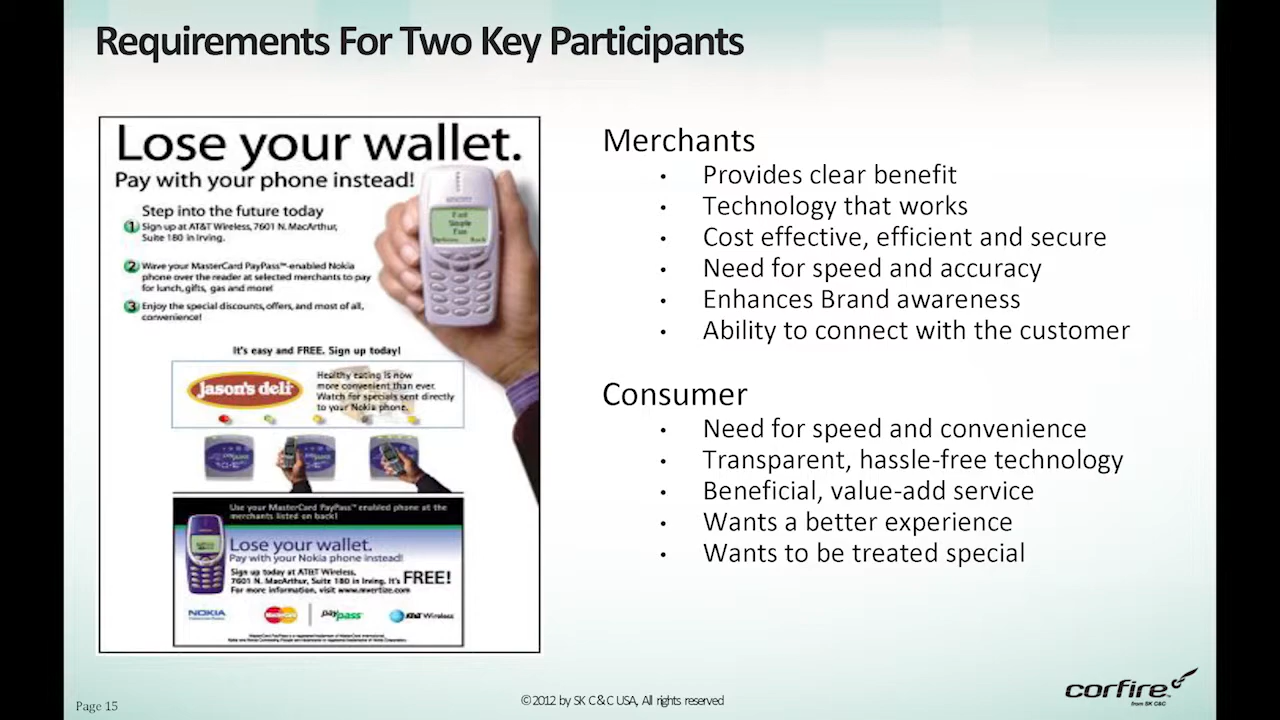 Requirements For Two Key Participants
Lose your wallet.
Pay with your phone instead!
Step into the future today
1 Sign up at AT&T Wireless, 7601 N. MacArthur,
Suite 180 in Irving.
2 Wave your MasterCard PayPass™-enabled Nokia
phone over the reader at selected merchants to pay
for lunch, gifts, gas and more!
3 Enjoy the special discounts, offers, and most of all,
convenience!
It's easy and FREE. Sign up today!
Jason's deli
Healthy eating is now
more convenient than ever.
Watch for specials sent directly
to your Nokia phone.
Use your MasterCard PayPass™ enabled phone at the
merchants listed on back!
Lose your wallet.
Pay with your Nokia phone instead!
Sign up today at AT&T Wireless,
7601 N. MacArthur, Suite 180 in Irving. It's FREE!
For more information, visit www.mvertize.com
NOKIA
MasterCard
paypass
AT&T Wireless
Merchants
• Provides clear benefit
• Technology that works
• Cost effective, efficient and secure
• Need for speed and accuracy
• Enhances Brand awareness
• Ability to connect with the customer
Consumer
• Need for speed and convenience
• Transparent, hassle-free technology
• Beneficial, value-add service
• Wants a better experience
• Wants to be treated special
Page 15
©2012 by SK C&C USA, All rights reserved
corfire
from SK C&C